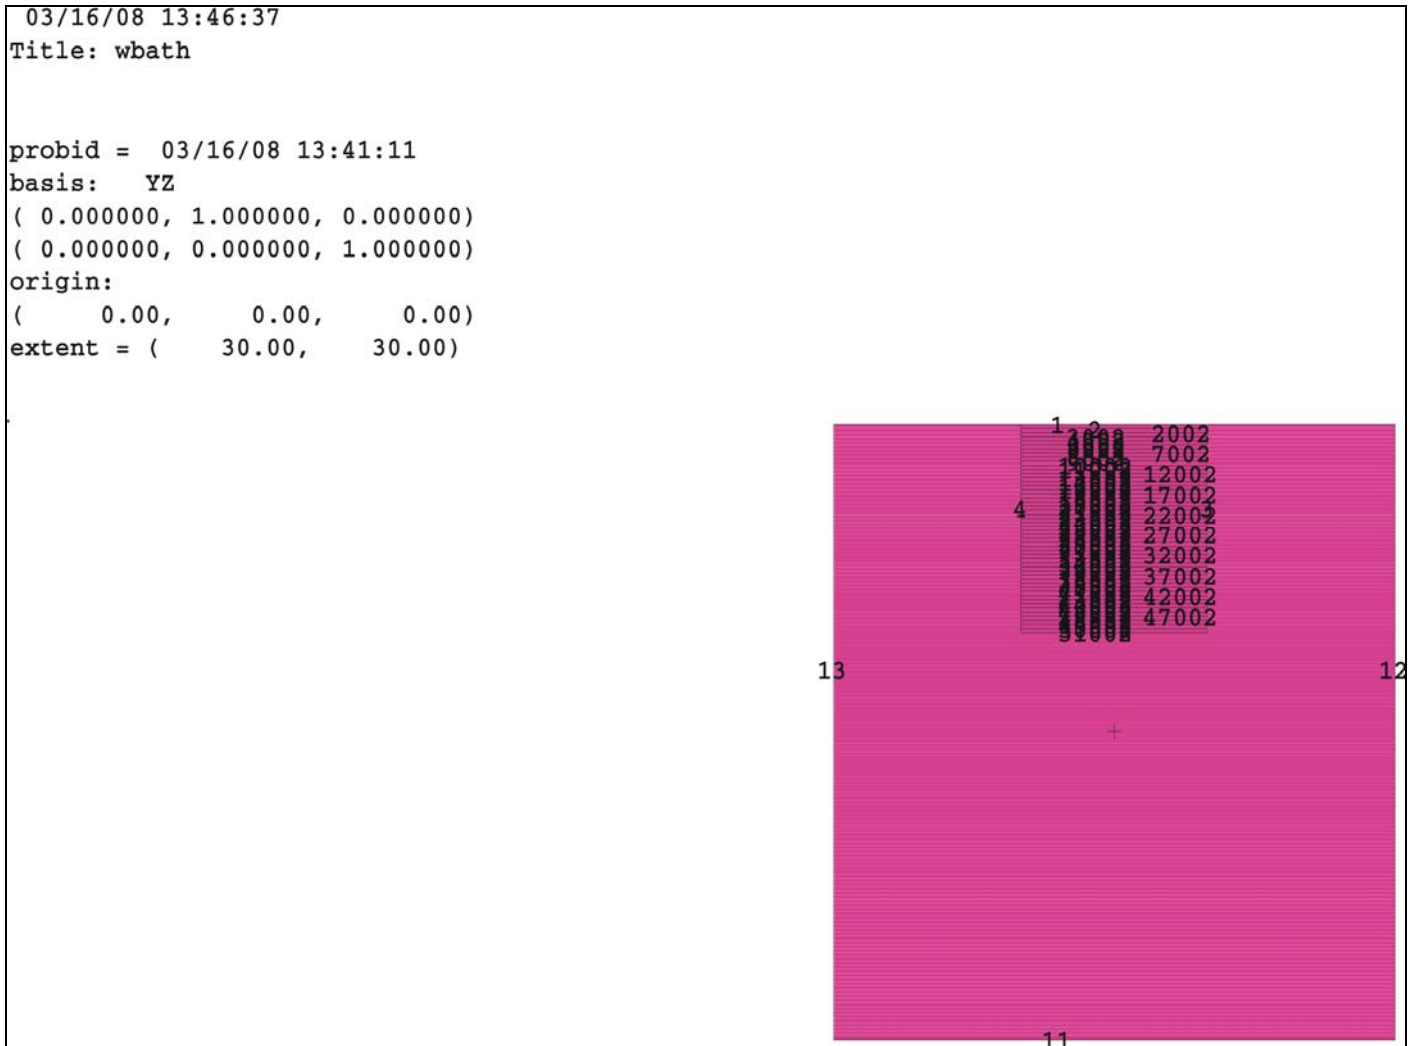 03/16/08 13:46:37
Title: wbath
probid =  03/16/08 13:41:11
basis:   YZ
( 0.000000, 1.000000, 0.000000)
( 0.000000, 0.000000, 1.000000)
origin:
(     0.00,     0.00,     0.00)
extent = (    30.00,    30.00)
1
2
2002
7002
12002
17002
4
22002
27002
32002
37002
42002
47002
13
12
11